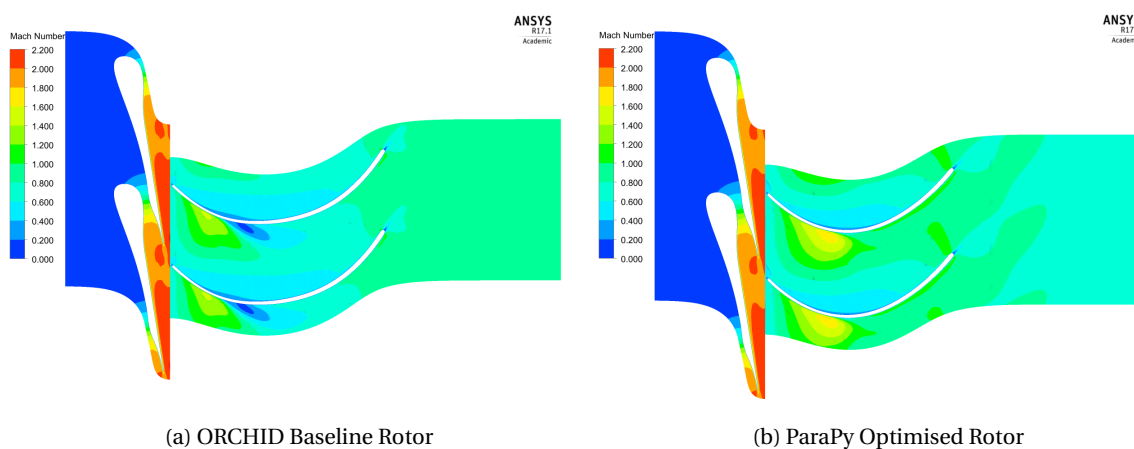 ANSYS
R17.1
Academic
Mach Number
2.200
2.000
1.800
1.600
1.400
1.200
1.000
0.800
0.600
0.400
0.200
0.000
(a) ORCHID Baseline Rotor
ANSY
R17
Academ
Mach Number
2.200
2.000
1.800
1.600
1.400
1.200
1.000
0.800
0.600
0.400
0.200
0.000
(b) ParaPy Optimised Rotor